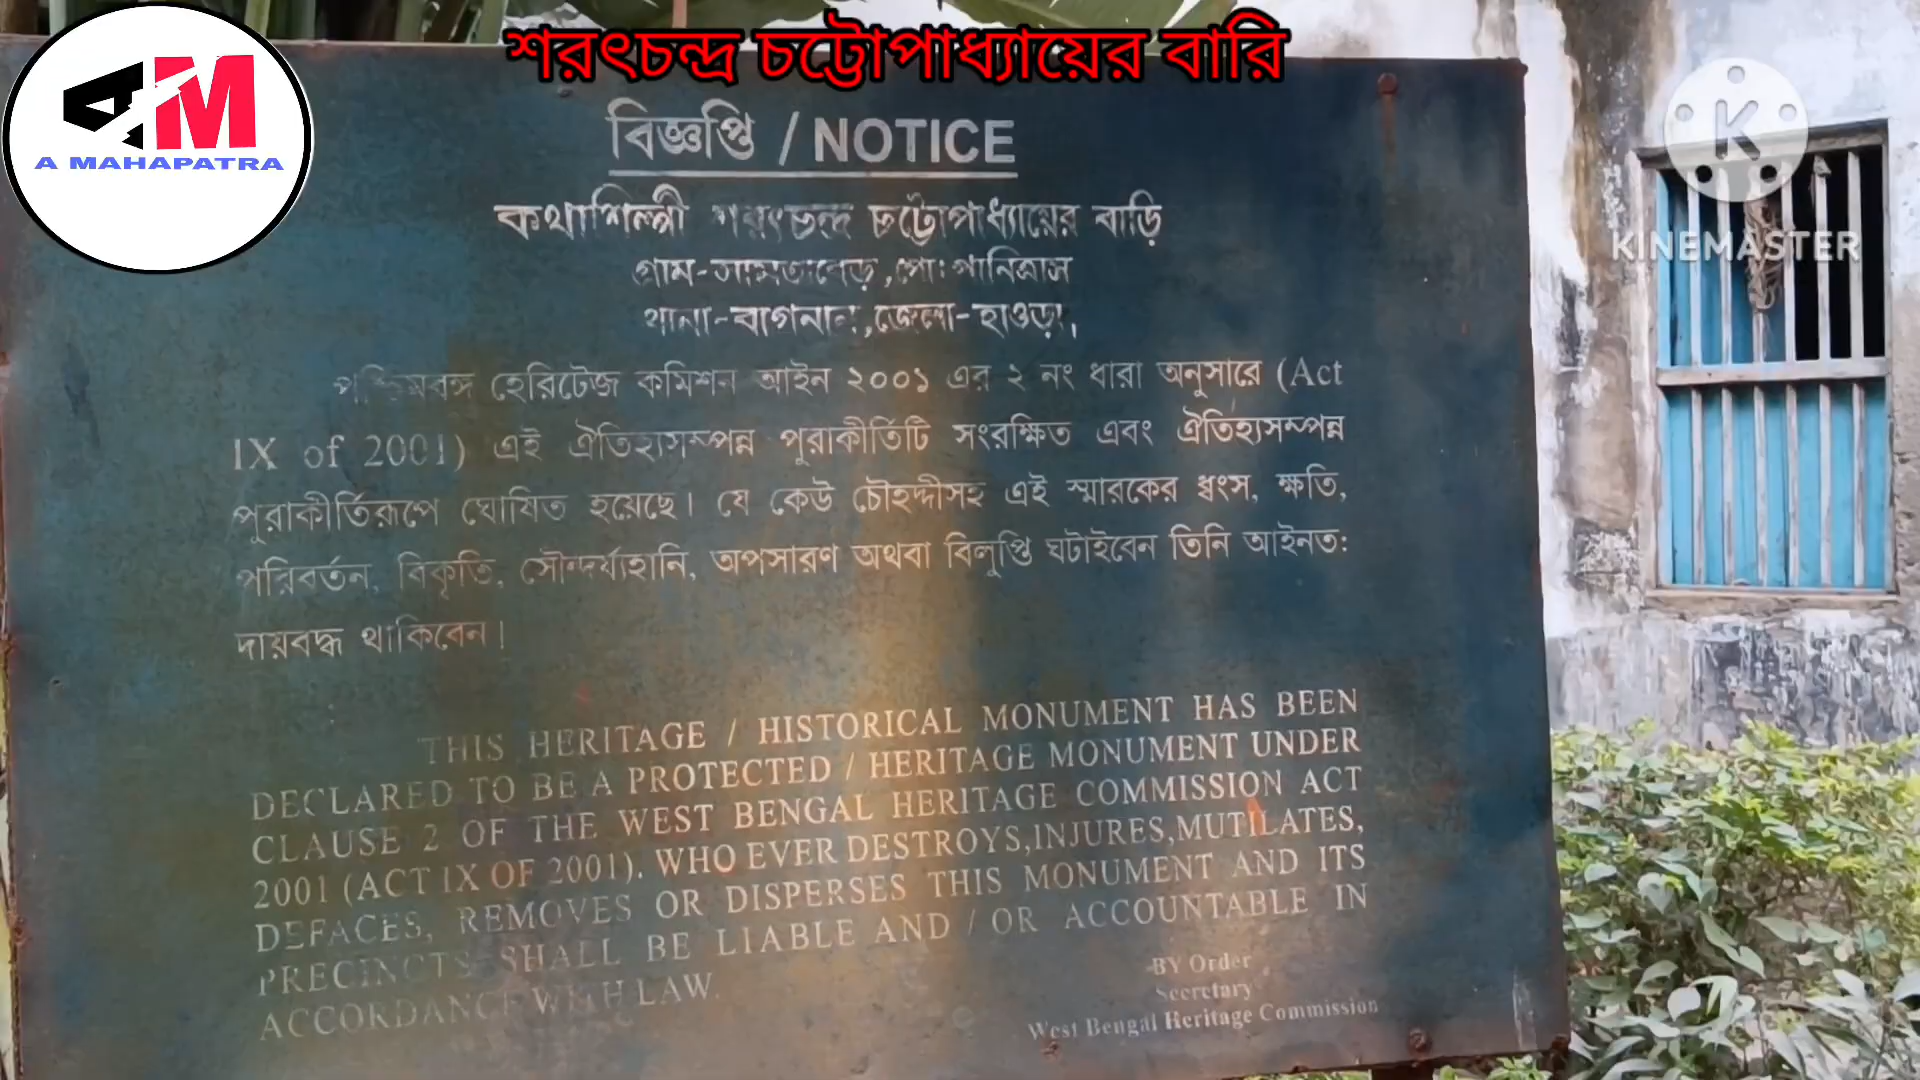 শরৎচন্দ্র চট্টোপাধ্যায়ের বারি
AM
A MAHAPATRA
K
KINEMASTER
বিজ্ঞপ্তি / NOTICE
কথাশিল্পী শরৎচন্দ্র চট্টোপাধ্যায়ের বাড়ি
গ্রাম-সামতাবেড়,পোঃপানিত্রাস
থানা-বাগনান,জেলা-হাওড়া,
পশ্চিমবঙ্গ হেরিটেজ কমিশন আইন ২০০১ এর ২ নং ধারা অনুসারে (Act
IX of 2001) এই ঐতিহ্যসম্পন্ন পুরাকীর্তিটি সংরক্ষিত এবং ঐতিহ্যসম্পন্ন
পুরাকীর্তিরূপে ঘোষিত হয়েছে। যে কেউ চৌহদ্দীসহ এই স্মারকের ধ্বংস, ক্ষতি,
পরিবর্তন, বিকৃতি, সৌন্দর্যহানি, অপসারণ অথবা বিলুপ্তি ঘটাইবেন তিনি আইনত:
দায়বদ্ধ থাকিবেন।
THIS HERITAGE / HISTORICAL MONUMENT HAS BEEN
DECLARED TO BE A PROTECTED / HERITAGE MONUMENT UNDER
CLAUSE 2 OF THE WEST BENGAL HERITAGE COMMISSION ACT
2001 (ACT IX OF 2001). WHO EVER DESTROYS,INJURES,MUTILATES,
DEFACES, REMOVES OR DISPERSES THIS MONUMENT AND ITS
PRECINCTS SHALL BE LIABLE AND / OR ACCOUNTABLE IN
ACCORDANCE WITH LAW.
BY Order
Secretary
West Bengal Heritage Commission